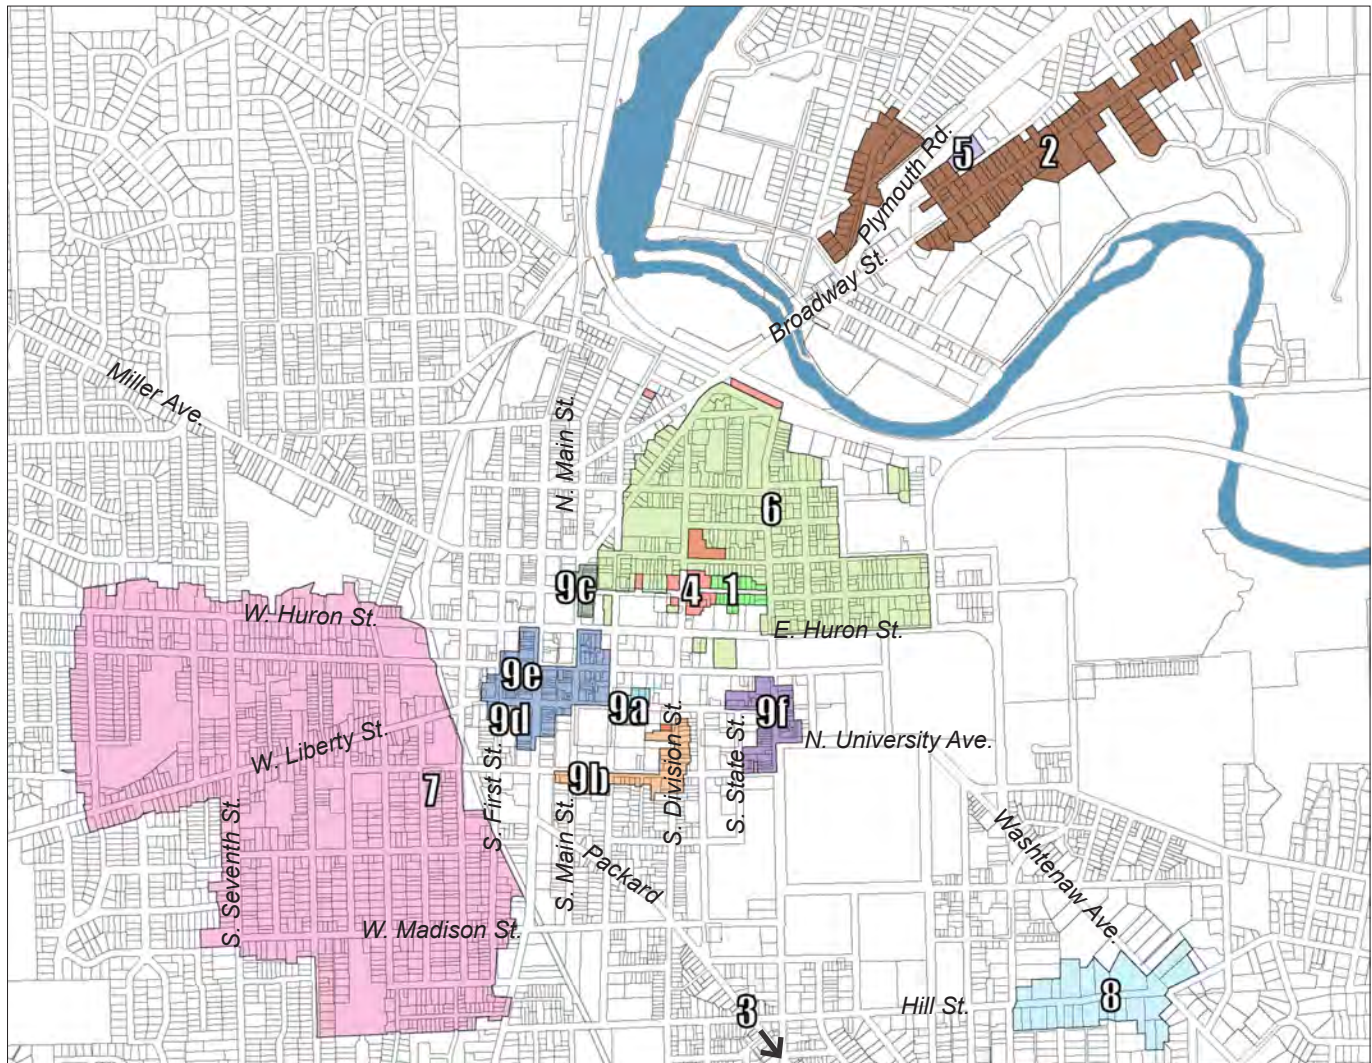 2
5
Plymouth Rd.
Broadway St.
Miller Ave.
N. Main St.
6
9c
4
1
W. Huron St.
E. Huron St.
9e
9a
9f
9d
S. Division St.
N. University Ave.
W. Liberty St.
7
9b
S. First St.
S. State St.
S. Seventh St.
S. Main St.
Packard
Washtenaw Ave.
W. Madison St.
8
3
Hill St.